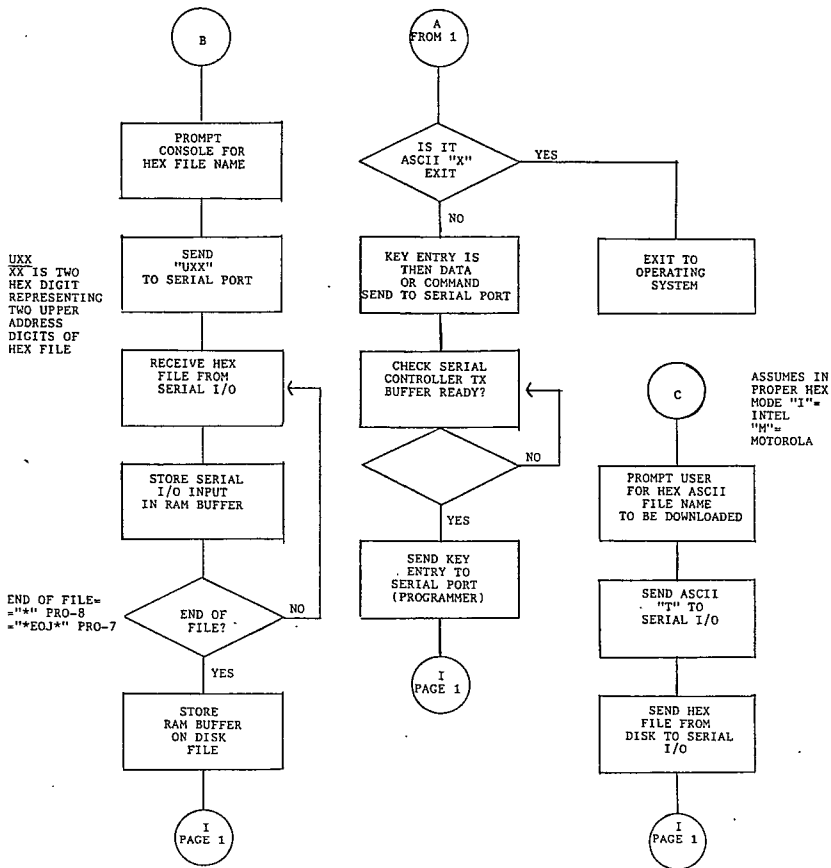 B
PROMPT
CONSOLE FOR
HEX FILE NAME
UXX
XX IS TWO
HEX DIGIT
REPRESENTING
TWO UPPER
ADDRESS
DIGITS OF
HEX FILE
SEND
"UXX"
TO SERIAL PORT
RECEIVE HEX
FILE FROM
SERIAL I/O
STORE SERIAL
I/O INPUT
IN RAM BUFFER
END OF FILE=
="*" PRO-8
="*EOJ*" PRO-7
END OF
FILE?
NO
YES
STORE
RAM BUFFER
ON DISK
FILE
I
PAGE 1
A
FROM 1
IS IT
ASCII "X"
EXIT
YES
NO
KEY ENTRY IS
THEN DATA
OR COMMAND
SEND TO SERIAL PORT
EXIT TO
OPERATING
SYSTEM
CHECK SERIAL
CONTROLLER TX
BUFFER READY?
NO
YES
SEND KEY
ENTRY TO
SERIAL PORT
(PROGRAMMER)
I
PAGE 1
C
ASSUMES IN
PROPER HEX
MODE "I"=
INTEL
"M"=
MOTOROLA
PROMPT USER
FOR HEX ASCII
FILE NAME
TO BE DOWNLOADED
SEND ASCII
"T" TO
SERIAL I/O
SEND HEX
FILE FROM
DISK TO SERIAL
I/O
I
PAGE 1